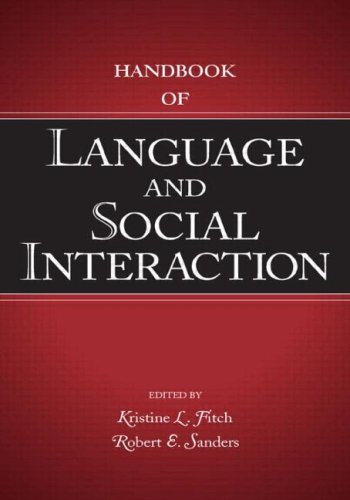 HANDBOOK
OF
LANGUAGE
AND
SOCIAL
INTERACTION
EDITED BY
Kristine L. Fitch
Robert E. Sanders